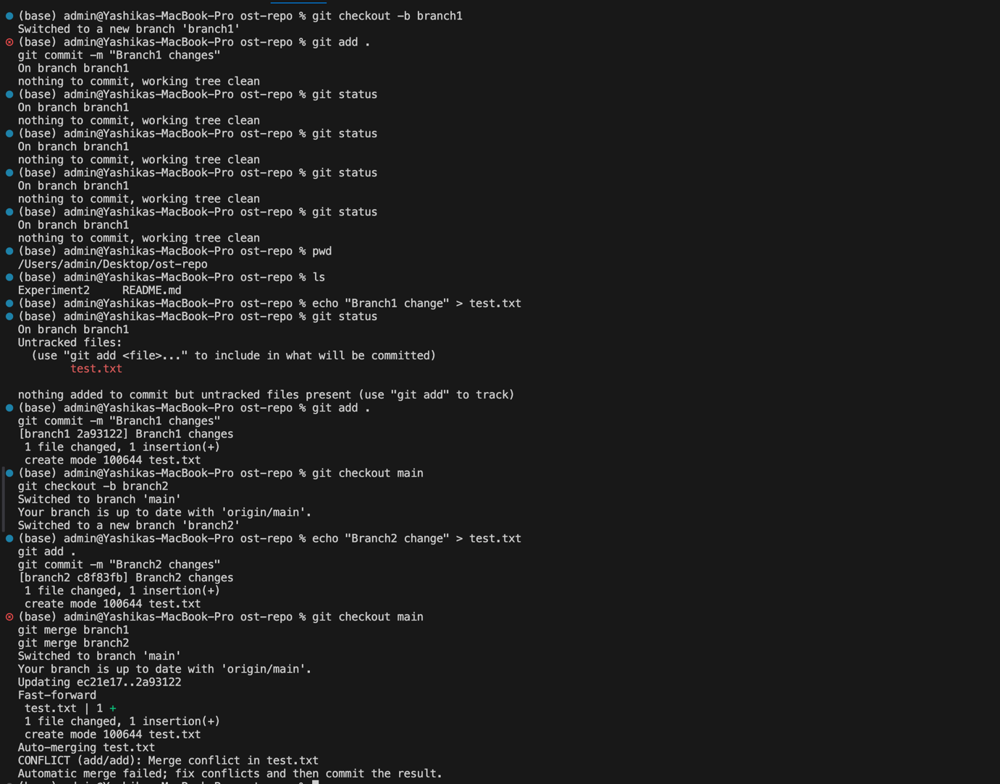 (base) admin@Yashikas-MacBook-Pro ost-repo % git checkout -b branch1
Switched to a new branch 'branch1'
(base) admin@Yashikas-MacBook-Pro ost-repo % git add .
git commit -m "Branch1 changes"
On branch branch1
nothing to commit, working tree clean
(base) admin@Yashikas-MacBook-Pro ost-repo % git status
On branch branch1
nothing to commit, working tree clean
(base) admin@Yashikas-MacBook-Pro ost-repo % git status
On branch branch1
nothing to commit, working tree clean
(base) admin@Yashikas-MacBook-Pro ost-repo % git status
On branch branch1
nothing to commit, working tree clean
(base) admin@Yashikas-MacBook-Pro ost-repo % git status
On branch branch1
nothing to commit, working tree clean
(base) admin@Yashikas-MacBook-Pro ost-repo % pwd
/Users/admin/Desktop/ost-repo
(base) admin@Yashikas-MacBook-Pro ost-repo % ls
Experiment2     README.md
(base) admin@Yashikas-MacBook-Pro ost-repo % echo "Branch1 change" > test.txt
(base) admin@Yashikas-MacBook-Pro ost-repo % git status
On branch branch1
Untracked files:
  (use "git add <file>..." to include in what will be committed)
        test.txt
nothing added to commit but untracked files present (use "git add" to track)
(base) admin@Yashikas-MacBook-Pro ost-repo % git add .
git commit -m "Branch1 changes"
[branch1 2a93122] Branch1 changes
 1 file changed, 1 insertion(+)
 create mode 100644 test.txt
(base) admin@Yashikas-MacBook-Pro ost-repo % git checkout main
git checkout -b branch2
Switched to branch 'main'
Your branch is up to date with 'origin/main'.
Switched to a new branch 'branch2'
(base) admin@Yashikas-MacBook-Pro ost-repo % echo "Branch2 change" > test.txt
git add .
git commit -m "Branch2 changes"
[branch2 c8f83fb] Branch2 changes
 1 file changed, 1 insertion(+)
 create mode 100644 test.txt
(base) admin@Yashikas-MacBook-Pro ost-repo % git checkout main
git merge branch1
git merge branch2
Switched to branch 'main'
Your branch is up to date with 'origin/main'.
Updating ec21e17..2a93122
Fast-forward
 test.txt | 1 +
 1 file changed, 1 insertion(+)
 create mode 100644 test.txt
Auto-merging test.txt
CONFLICT (add/add): Merge conflict in test.txt
Automatic merge failed; fix conflicts and then commit the result.
(base) admin@Yashikas-MacBook-Pro ost-repo %